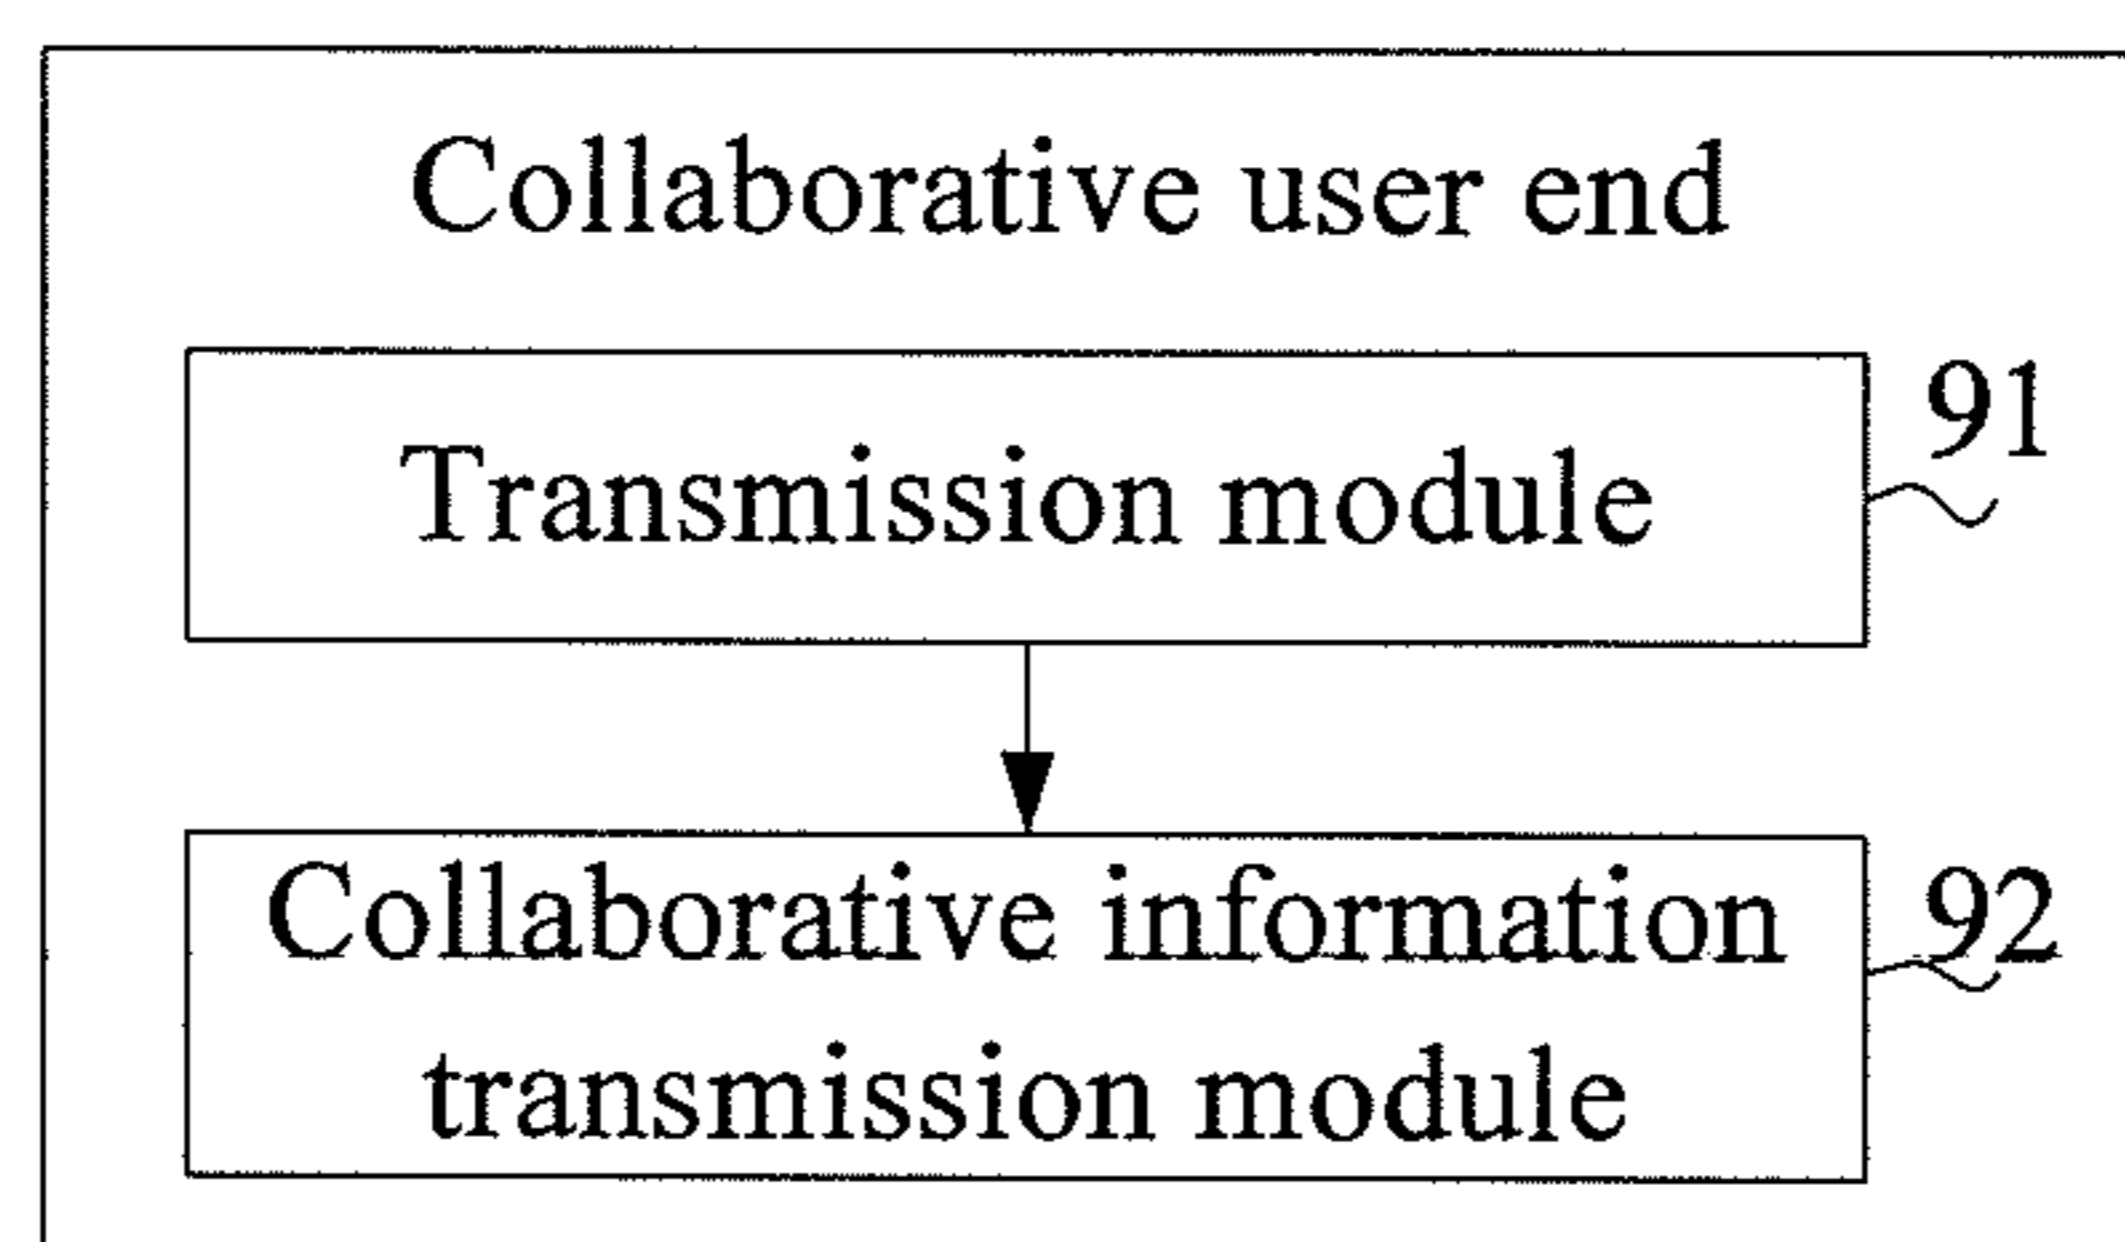 Collaborative user end
Transmission module
91
Collaborative information
transmission module
92